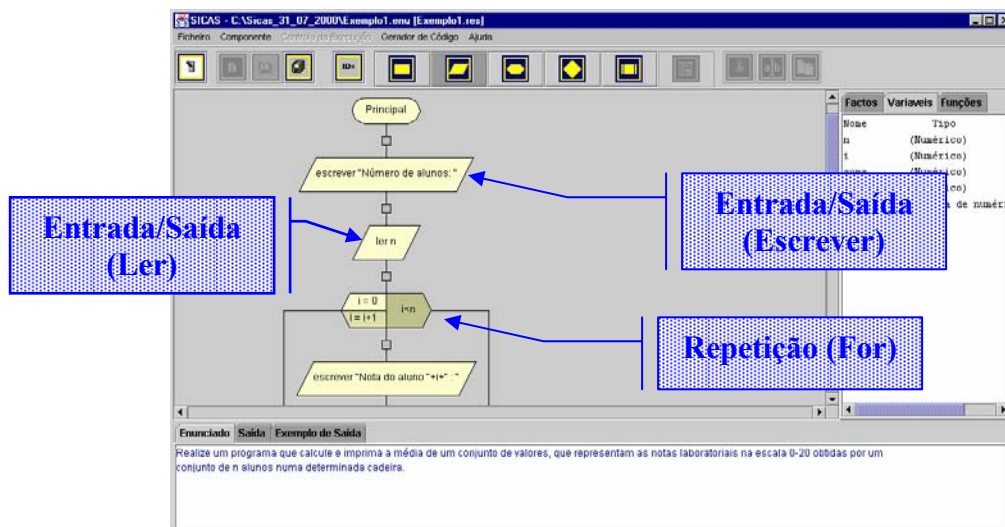 SICAS - C:\Sicas_31_07_2000\Exemplo1.enu [Exemplo1.res]
Ficheiro Componente Controlo da Execução Gerador de Código Ajuda
Principal
escrever "Número de alunos: "
ler n
i = 0
i = i+1
i<n
escrever "Nota do aluno "+i+" : "
Entrada/Saída
(Ler)
Entrada/Saída
(Escrever)
Repetição (For)
Factos Variaveis Funções
Nome Tipo
n (Numérico)
i (Numérico)
(Numérico)
co)
de numéri
Enunciado Saída Exemplo de Saída
Realize um programa que calcule e imprima a média de um conjunto de valores, que representam as notas laboratoriais na escala 0-20 obtidas por um
conjunto de n alunos numa determinada cadeira.